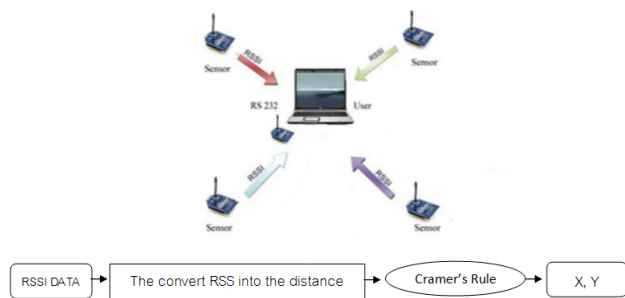 RSSI
RSSI
Sensor
Sensor
RS 232
User
RSSI
RSSI
Sensor
Sensor
RSSI DATA
The convert RSS into the distance
Cramer's Rule
X, Y